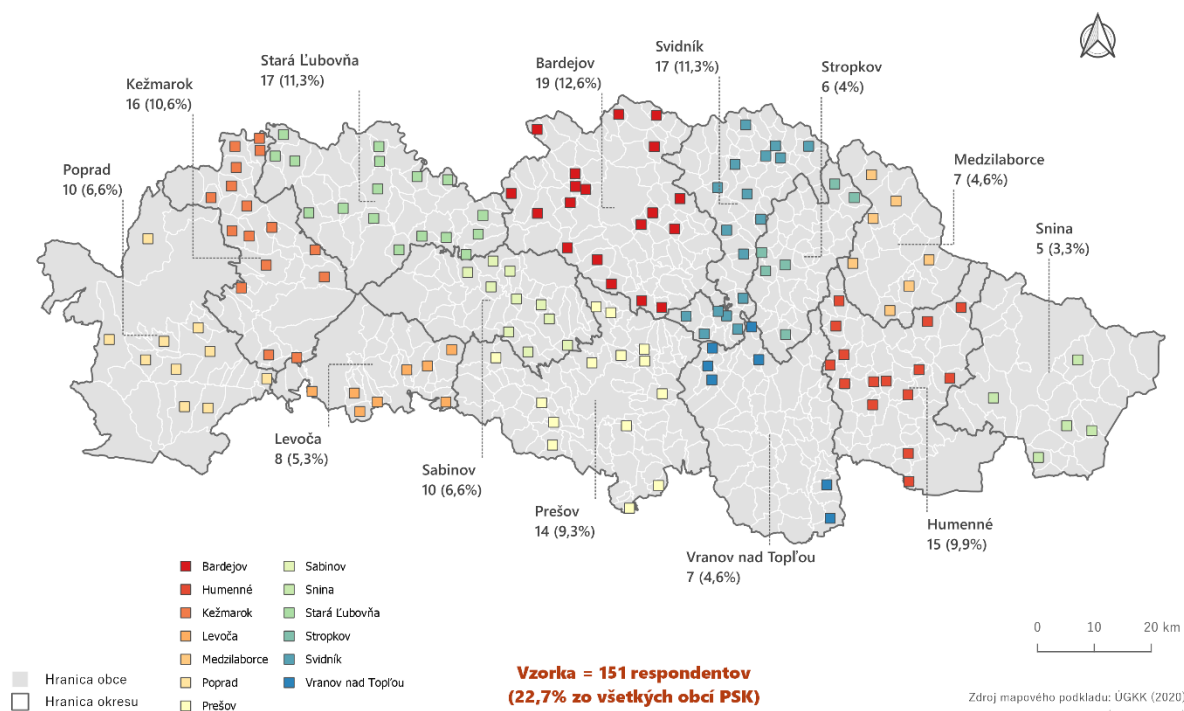 Svidník
17 (11,3%)
Stará Ľubovňa
17 (11,3%)
Bardejov
19 (12,6%)
Stropkov
6 (4%)
Kežmarok
16 (10,6%)
Poprad
10 (6,6%)
Medzilaborce
7 (4,6%)
Snina
5 (3,3%)
Levoča
8 (5,3%)
Sabinov
10 (6,6%)
Prešov
14 (9,3%)
Humenné
15 (9,9%)
Vranov nad Topľou
7 (4,6%)
Bardejov
Humenné
Kežmarok
Levoča
Medzilaborce
Poprad
Prešov
Sabinov
Snina
Stará Ľubovňa
Stropkov
Svidník
Vranov nad Topľou
Hranica obce
Hranica okresu
Vzorka = 151 respondentov
(22,7% zo všetkých obcí PSK)
0 10 20 km
Zdroj mapového podkladu: ÚGKK (2020)